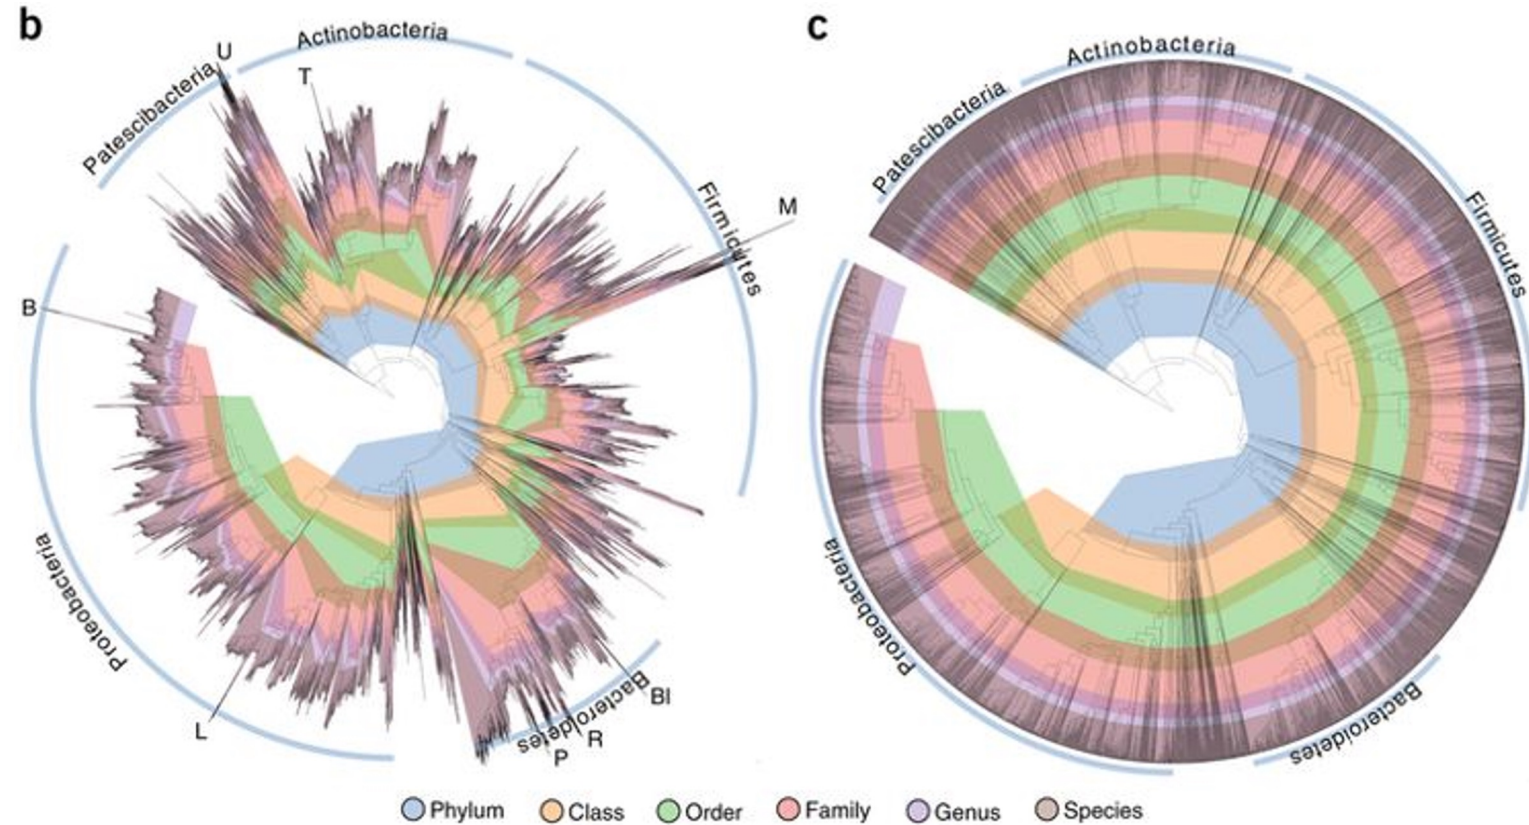 b
U
Actinobacteria
T
Patescibacteria
Firmicutes
M
B
Proteobacteria
L
Bacteroidetes
Bl
R
P
c
Actinobacteria
Patescibacteria
Firmicutes
Proteobacteria
Bacteroidetes
Phylum Class Order Family Genus Species